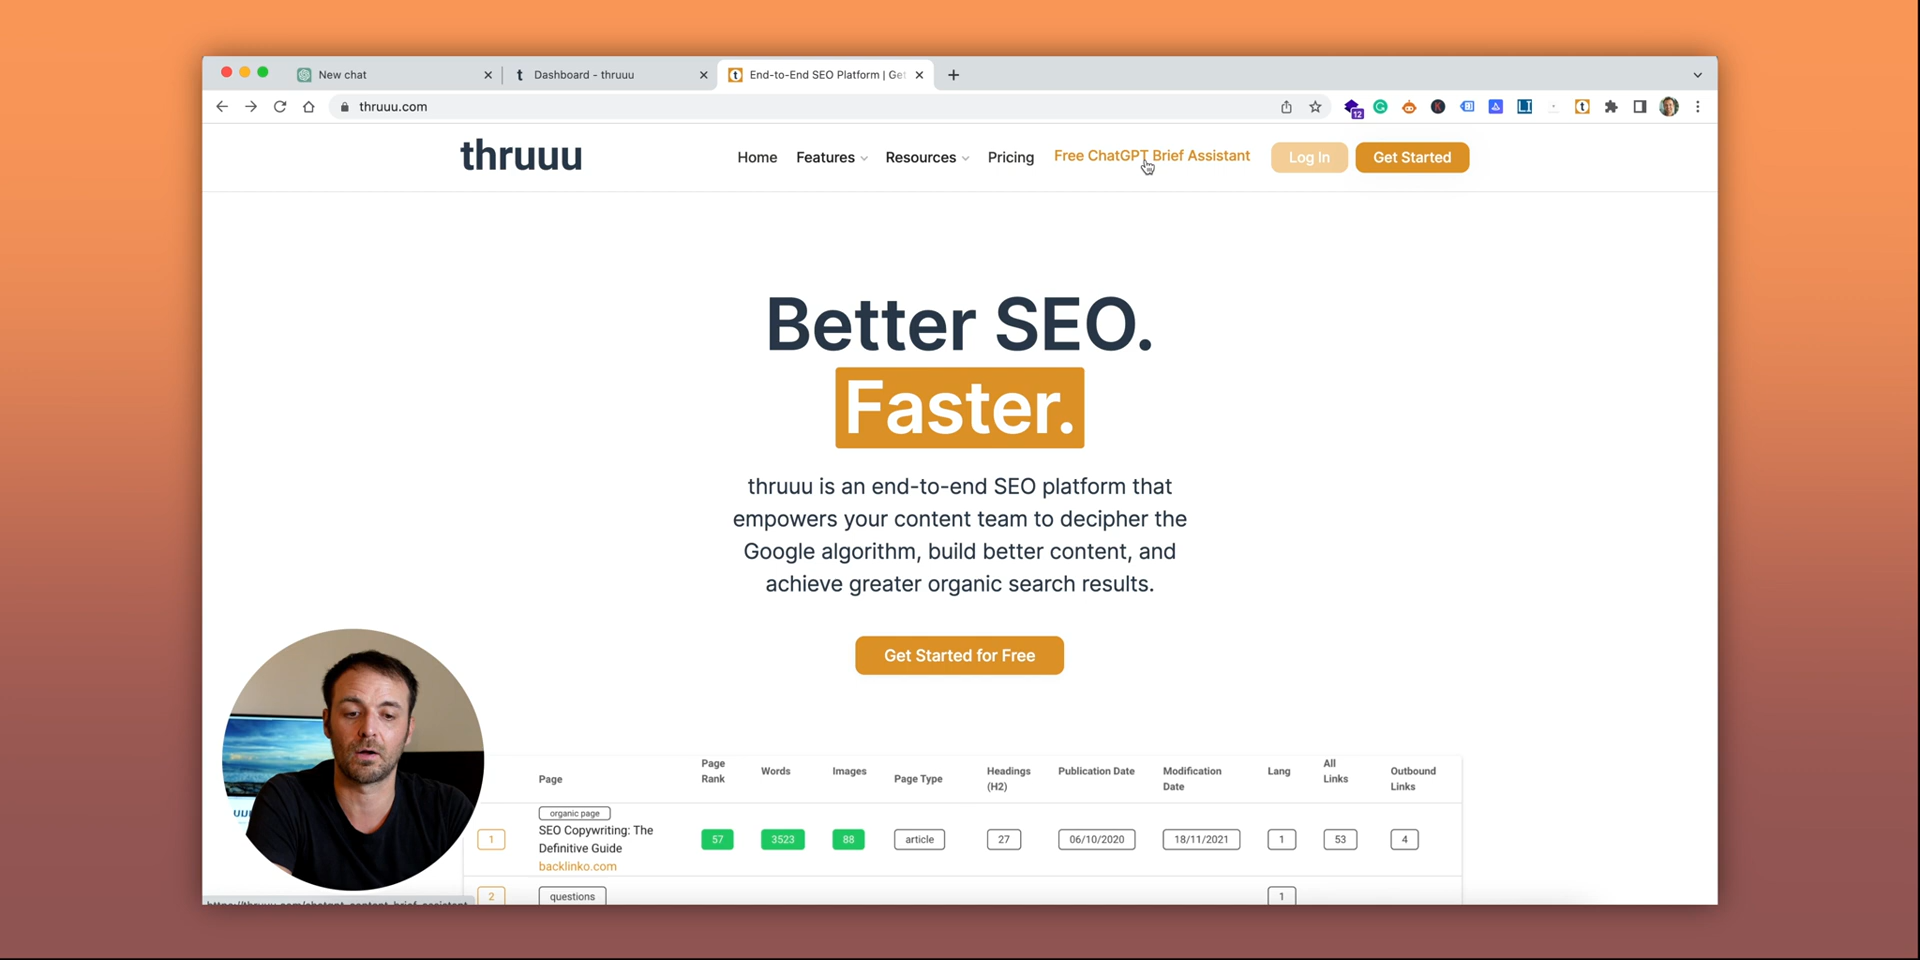 New chat
Dashboard - thruuu
End-to-End SEO Platform | Get
thruuu.com
12
thruuu
Home
Features
Resources
Pricing
Free ChatGPT Brief Assistant
Log In
Get Started
Better SEO.
Faster.
thruuu is an end-to-end SEO platform that
empowers your content team to decipher the
Google algorithm, build better content, and
achieve greater organic search results.
Get Started for Free
Page
Page Rank
Words
Images
Page Type
Headings (H2)
Publication Date
Modification Date
Lang
All Links
Outbound Links
1
organic page
SEO Copywriting: The
Definitive Guide
backlinko.com
57
3523
88
article
27
06/10/2020
18/11/2021
1
53
4
2
questions
1